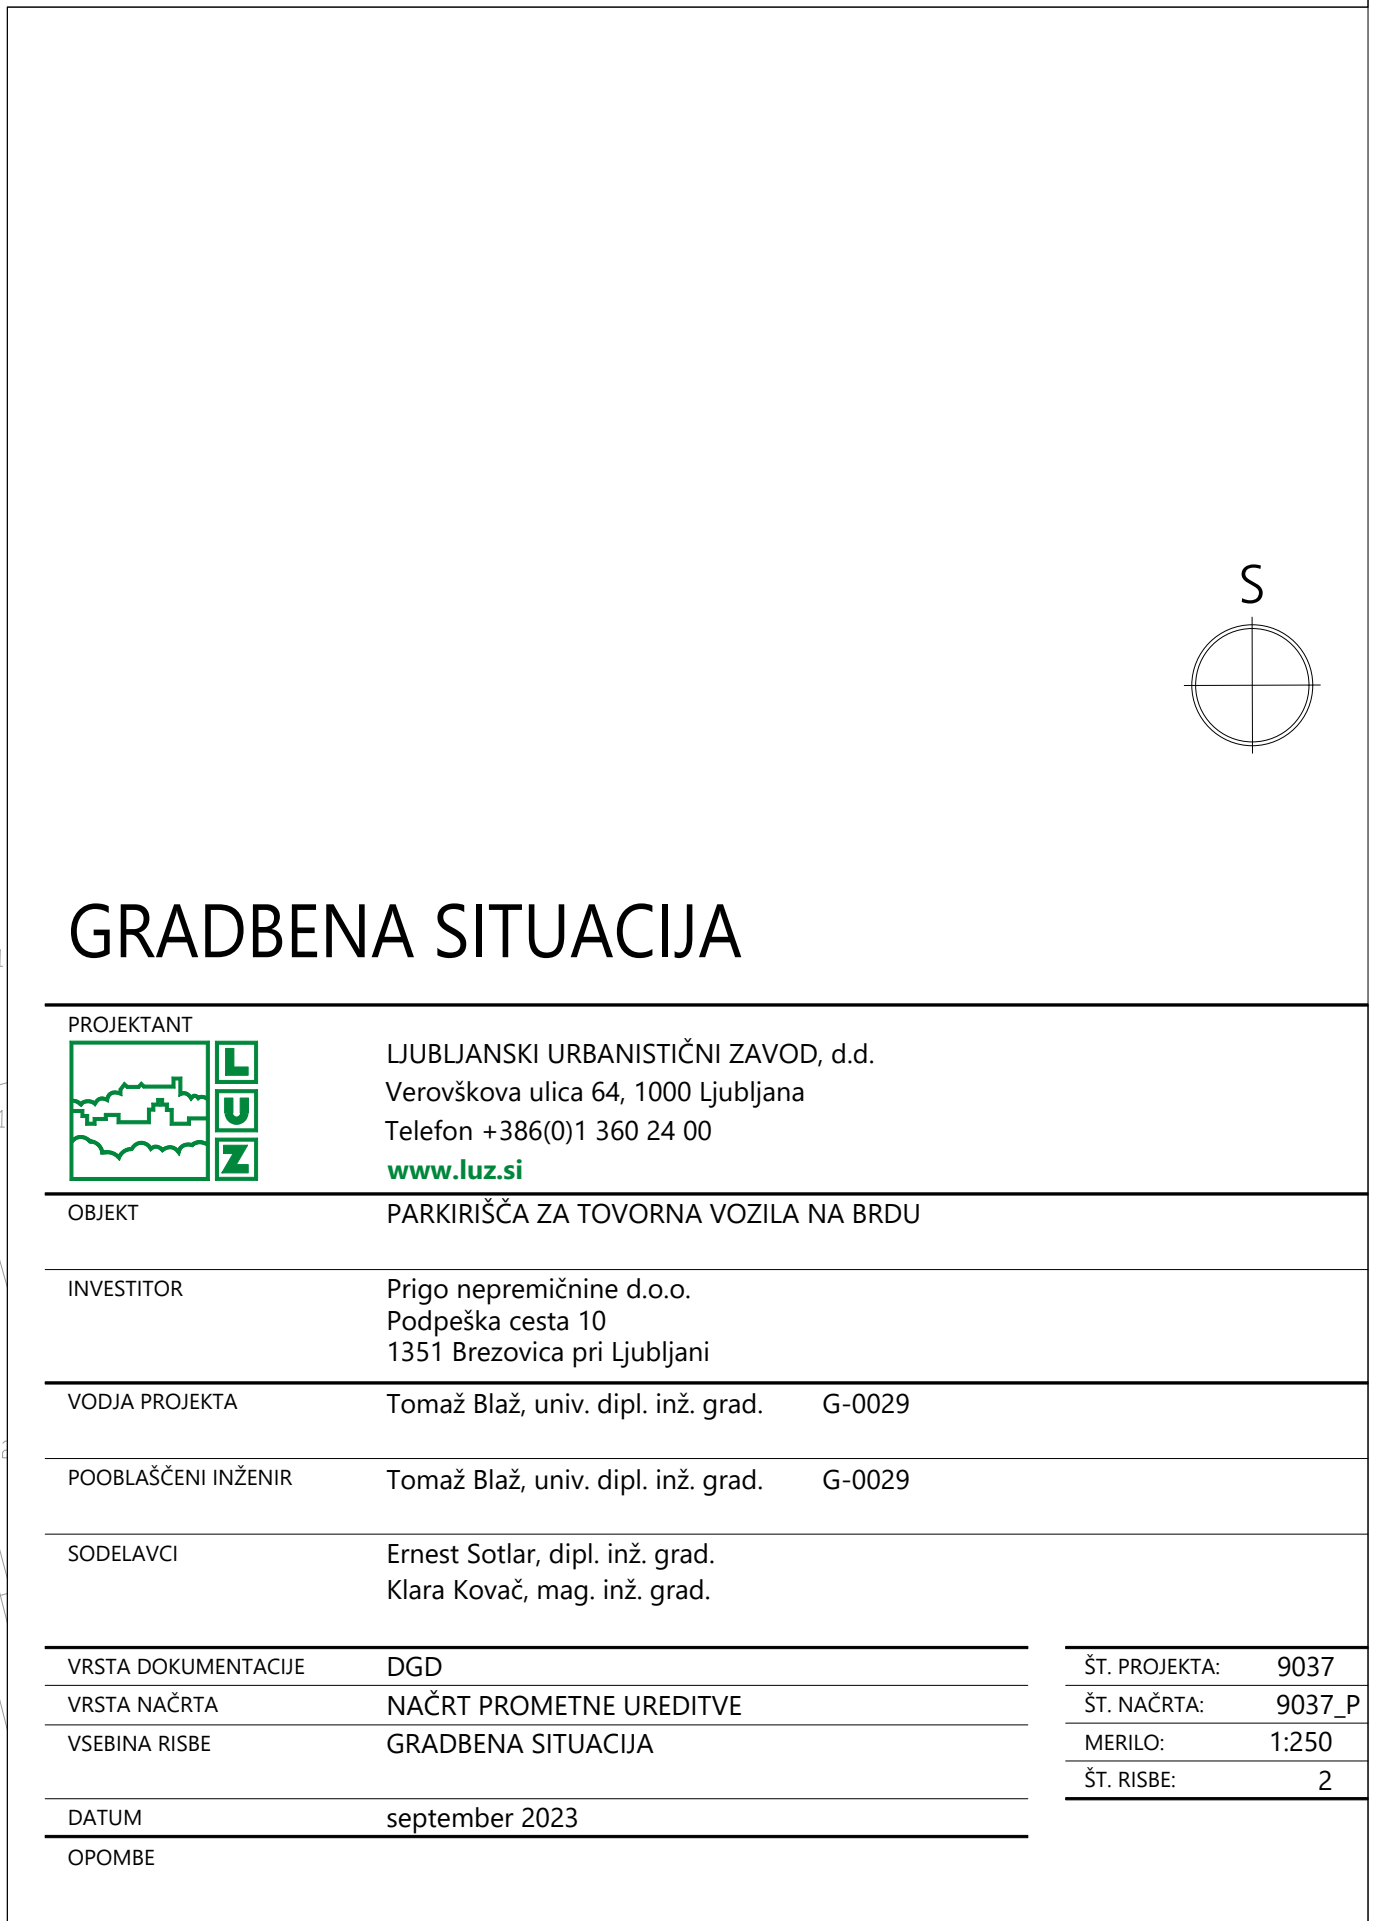 S
GRADBENA SITUACIJA
PROJEKTANT
L
U
Z
LJUBLJANSKI URBANISTIČNI ZAVOD, d.d.
Verovškova ulica 64, 1000 Ljubljana
Telefon +386(0)1 360 24 00
www.luz.si
OBJEKT PARKIRIŠČA ZA TOVORNA VOZILA NA BRDU
INVESTITOR Prigo nepremičnine d.o.o.
Podpeška cesta 10
1351 Brezovica pri Ljubljani
VODJA PROJEKTA Tomaž Blaž, univ. dipl. inž. grad. G-0029
POOBLAŠČENI INŽENIR Tomaž Blaž, univ. dipl. inž. grad. G-0029
SODELAVCI Ernest Sotlar, dipl. inž. grad.
Klara Kovač, mag. inž. grad.
VRSTA DOKUMENTACIJE DGD
VRSTA NAČRTA NAČRT PROMETNE UREDITVE
VSEBINA RISBE GRADBENA SITUACIJA
DATUM september 2023
OPOMBE
ŠT. PROJEKTA: 9037
ŠT. NAČRTA: 9037_P
MERILO: 1:250
ŠT. RISBE: 2